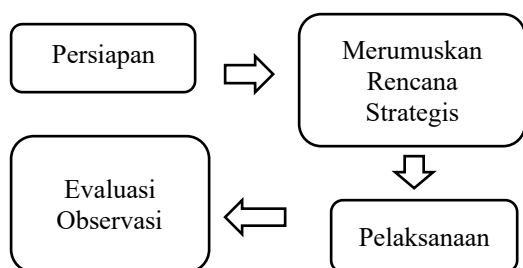 Persiapan
Merumuskan
Rencana
Strategis
Evaluasi
Observasi
Pelaksanaan